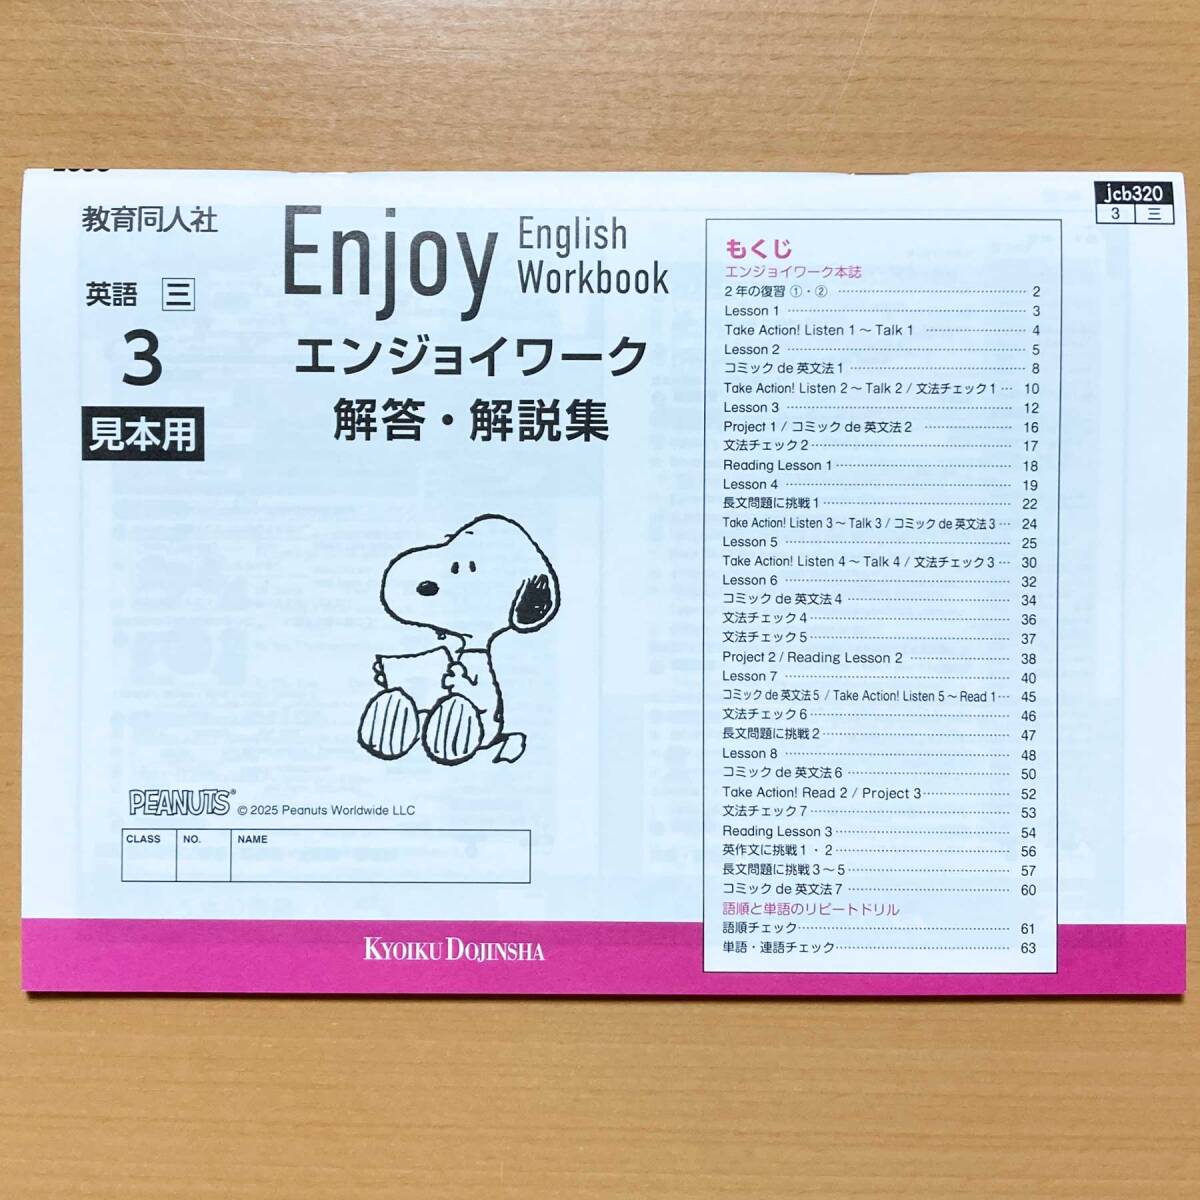 教育同人社
英語 三
3
見本用
Enjoy English Workbook
エンジョイワーク
解答・解説集
PEANUTS® © 2025 Peanuts Worldwide LLC
CLASS NO. NAME
KYOIKU DOJINSHA
jcb320
3 三
もくじ
エンジョイワーク本誌
2年の復習 ①・② 2
Lesson 1 3
Take Action! Listen 1 〜 Talk 1 4
Lesson 2 5
コミック de 英文法 1 8
Take Action! Listen 2 〜 Talk 2 / 文法チェック 1 10
Lesson 3 12
Project 1 / コミック de 英文法 2 16
文法チェック 2 17
Reading Lesson 1 18
Lesson 4 19
長文問題に挑戦 1 22
Take Action! Listen 3 〜 Talk 3 / コミック de 英文法 3 24
Lesson 5 25
Take Action! Listen 4 〜 Talk 4 / 文法チェック 3 30
Lesson 6 32
コミック de 英文法 4 34
文法チェック 4 36
文法チェック 5 37
Project 2 / Reading Lesson 2 38
Lesson 7 40
コミック de 英文法 5 / Take Action! Listen 5 〜 Read 1 45
文法チェック 6 46
長文問題に挑戦 2 47
Lesson 8 48
コミック de 英文法 6 50
Take Action! Read 2 / Project 3 52
文法チェック 7 53
Reading Lesson 3 54
英作文に挑戦 1・2 56
長文問題に挑戦 3〜5 57
コミック de 英文法 7 60
語順と単語のリピートドリル
語順チェック 61
単語・連語チェック 63